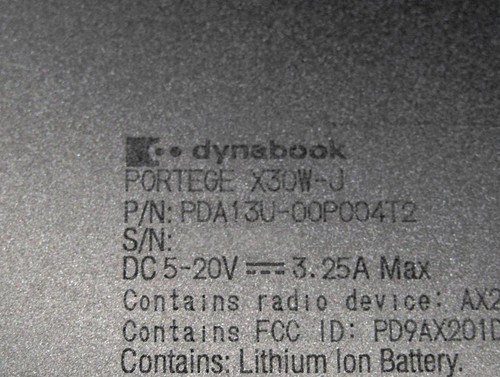 dynabook
PORTEGE X30W-J
P/N: PDA13U-00P004T2
S/N:
DC 5-20V ⎓ 3.25A Max
Contains radio device: AX2
Contains FCC ID: PD9AX201D
Contains: Lithium Ion Battery.